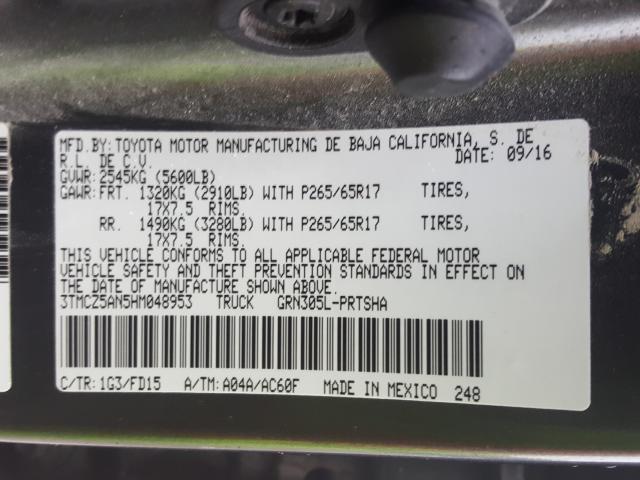 MFD.BY: TOYOTA MOTOR MANUFACTURING DE BAJA CALIFORNIA, S. DE
R.L. DE C.V. DATE: 09/16
GVWR: 2545KG (5600LB)
GAWR: FRT. 1320KG (2910LB) WITH P265/65R17 TIRES,
17X7.5 RIMS.
RR. 1490KG (3280LB) WITH P265/65R17 TIRES,
17X7.5 RIMS.
THIS VEHICLE CONFORMS TO ALL APPLICABLE FEDERAL MOTOR
VEHICLE SAFETY AND THEFT PREVENTION STANDARDS IN EFFECT ON
THE DATE OF MANUFACTURE SHOWN ABOVE.
3TMCZ5AN5HM048953 TRUCK GRN305L-PRTSHA
C/TR: 1G3/FD15 A/TM: A04A/AC60F MADE IN MEXICO 248